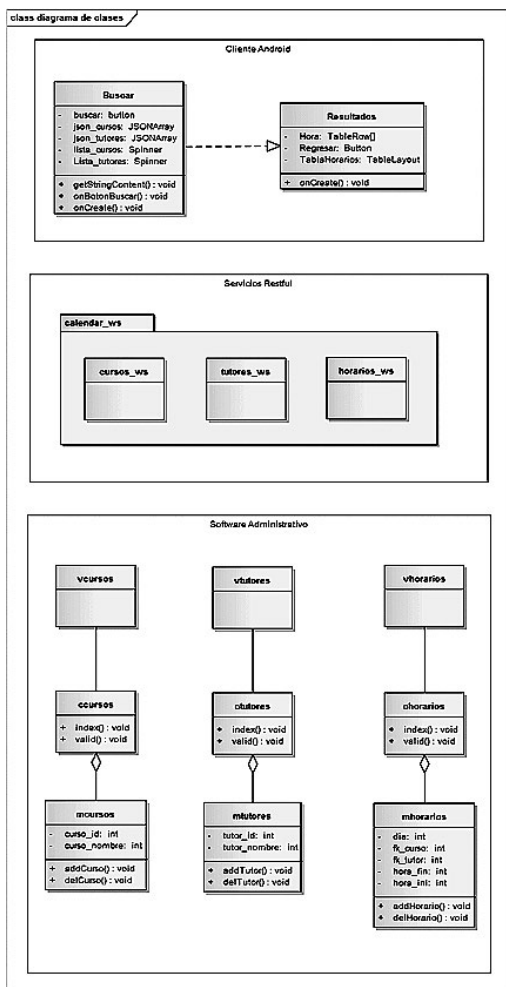 class diagrama de clases
Cliente Android
Buscar
- buscar: button
- json_cursos: JSONArray
- json_tutores: JSONArray
- lista_cursos: Spinner
- Lista_tutores: Spinner
+ getStringContent() : void
+ onBotonBuscar() : void
+ onCreate() : void
Resultados
- Hora: TableRow[]
- Regresar: Button
- TablaHorarios: TableLayout
+ onCreate() : void
Servicios Restful
calendar_ws
cursos_ws
tutores_ws
horarios_ws
Software Administrativo
vcursos
vtutores
vhorarios
ccursos
+ index() : void
+ valid() : void
ctutores
+ index() : void
+ valid() : void
chorarios
+ index() : void
+ valid() : void
mcursos
- curso_id: int
- curso_nombre: int
+ addCurso() : void
+ delCurso() : void
mtutores
- tutor_id: int
- tutor_nombre: int
+ addTutor() : void
+ delTutor() : void
mhorarios
- dia: int
- fk_curso: int
- fk_tutor: int
- hora_fin: int
- hora_ini: int
+ addHorario() : void
+ delHorario() : void